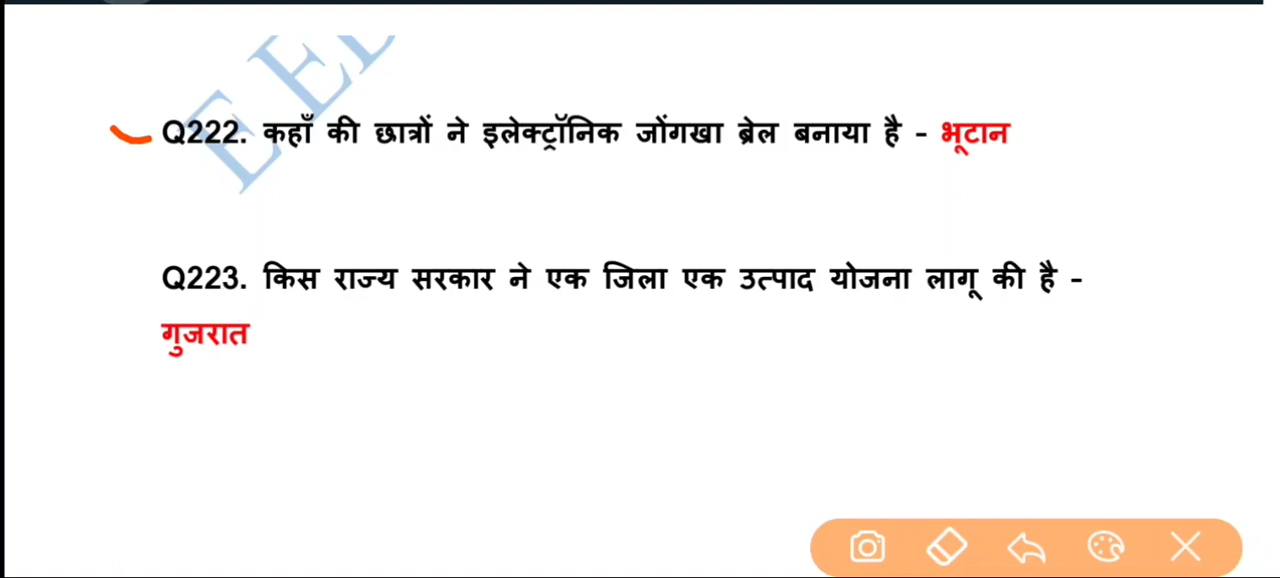 Q222. कहाँ की छात्रों ने इलेक्ट्रॉनिक जोंगखा ब्रेल बनाया है - भूटान
Q223. किस राज्य सरकार ने एक जिला एक उत्पाद योजना लागू की है -
गुजरात